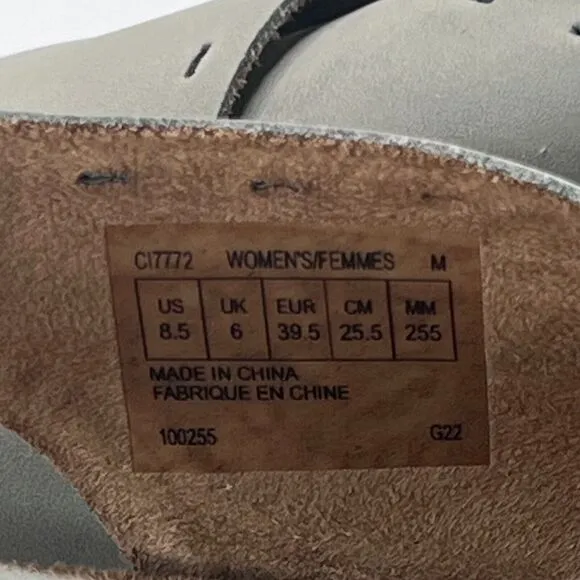 CI7772 WOMEN'S/FEMMES M
US UK EUR CM MM
8.5 6 39.5 25.5 255
MADE IN CHINA
FABRIQUE EN CHINE
100255 G22